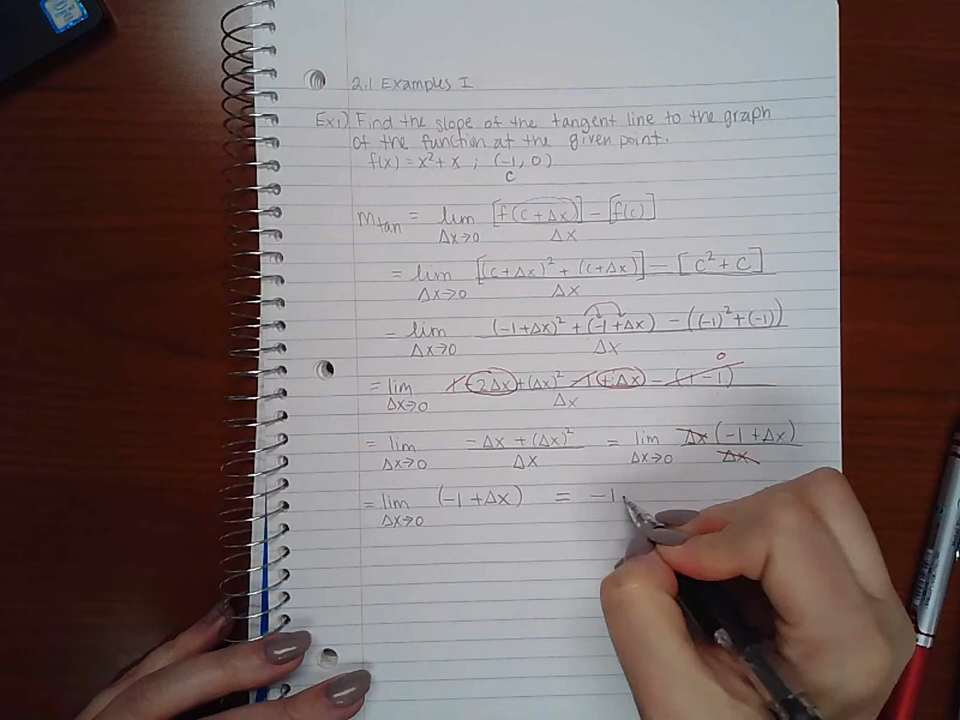 2.1 Examples I
Ex1) Find the slope of the tangent line to the graph
of the function at the given point.
f(x) = x² + x ; (-1, 0)
c
m_tan = lim Δx→0 [f(c + Δx)] - [f(c)] / Δx
= lim Δx→0 [(c+Δx)² + (c+Δx)] - [c² + c] / Δx
= lim Δx→0 (-1+Δx)² + (-1+Δx) - ((-1)² + (-1)) / Δx
0
= lim Δx→0 1 - 2Δx + (Δx)² - 1 + Δx - (1 - 1) / Δx
= lim Δx→0 -Δx + (Δx)² / Δx = lim Δx→0 Δx(-1 + Δx) / Δx
= lim Δx→0 (-1 + Δx) = -1